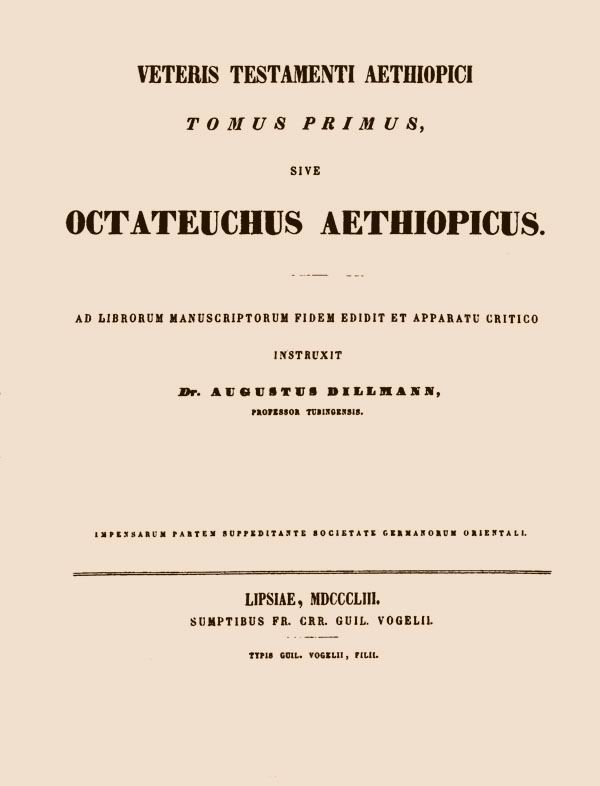 VETERIS TESTAMENTI AETHIOPICI
TOMUS PRIMUS,
SIVE
OCTATEUCHUS AETHIOPICUS.
AD LIBRORUM MANUSCRIPTORUM FIDEM EDIDIT ET APPARATU CRITICO
INSTRUXIT
Dr. AUGUSTUS DILLMANN,
PROFESSOR TUBINGENSIS.
IMPENSARUM PARTEM SUPPEDITANTE SOCIETATE GERMANORUM ORIENTALI.
LIPSIAE, MDCCCLIII.
SUMPTIBUS FR. CHR. GUIL. VOGELII.
TYPIS GUIL. VOGELII, FILII.